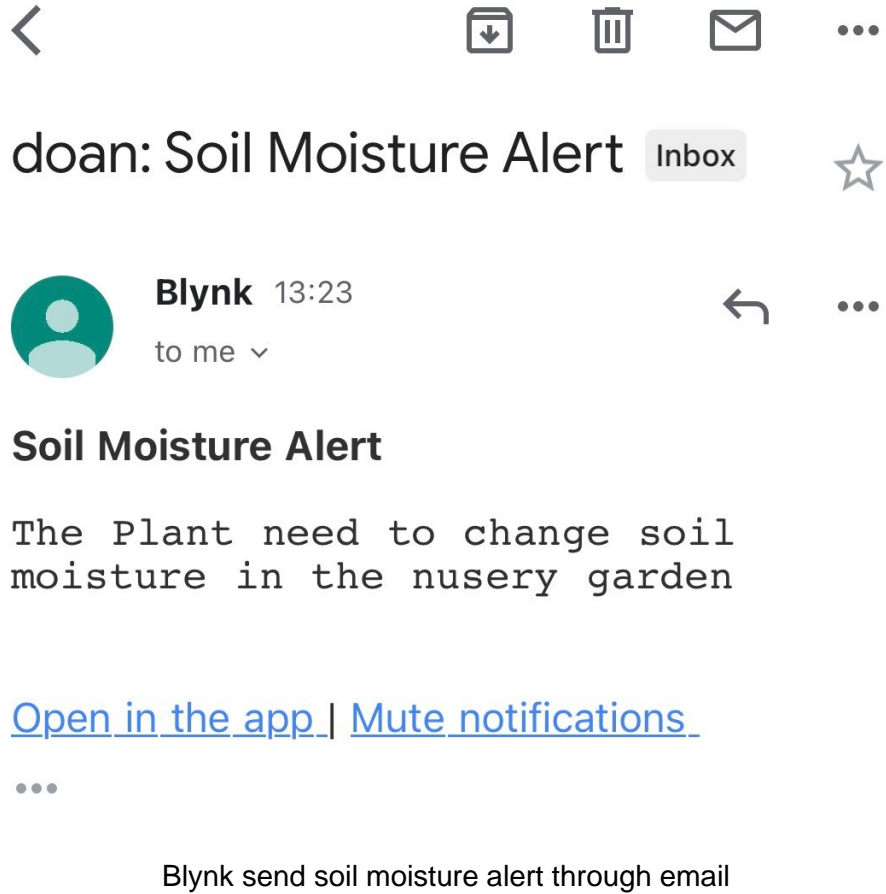 doan: Soil Moisture Alert Inbox
Blynk 13:23
to me
Soil Moisture Alert
The Plant need to change soil
moisture in the nusery garden
Open in the app | Mute notifications
Blynk send soil moisture alert through email